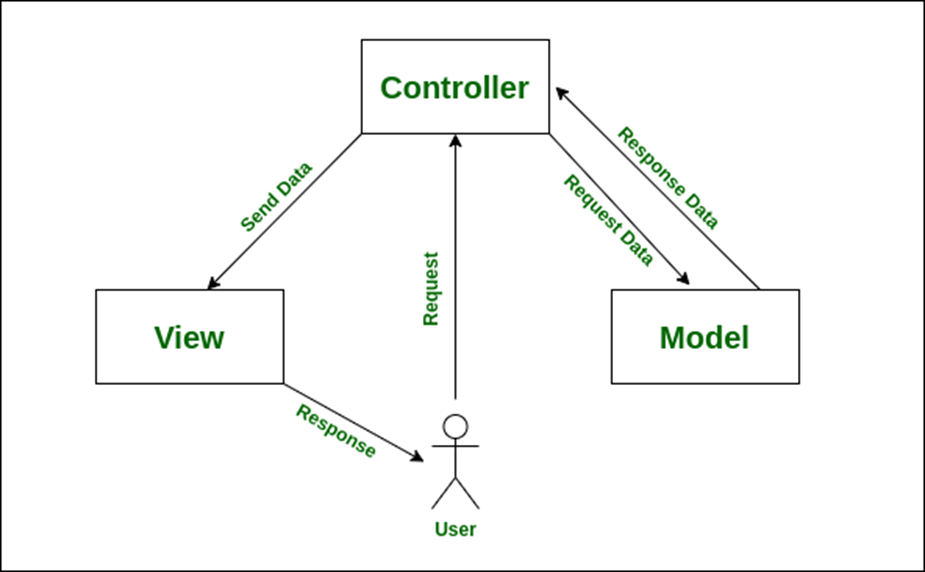 Controller
Send Data
Request
Request Data
Response Data
View
Model
Response
User